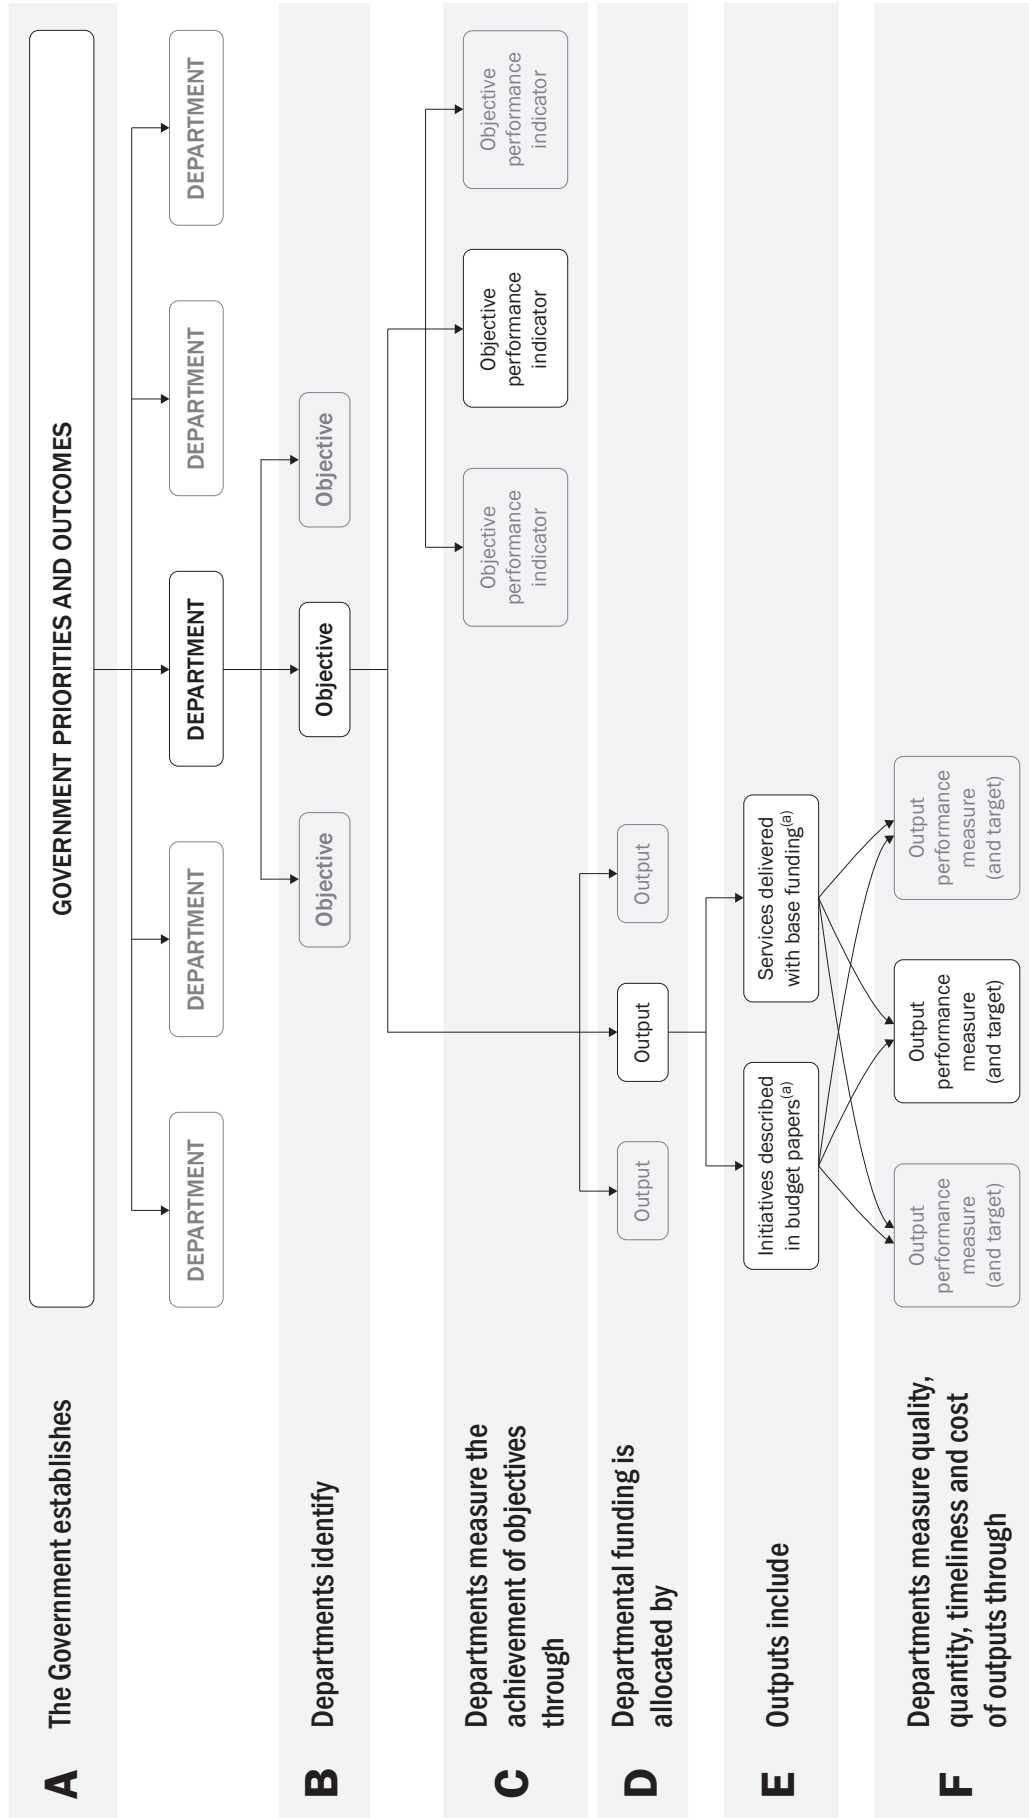 A
The Government establishes
GOVERNMENT PRIORITIES AND OUTCOMES
DEPARTMENT
DEPARTMENT
DEPARTMENT
DEPARTMENT
DEPARTMENT
B
Departments identify
Objective
Objective
Objective
C
Departments measure the
achievement of objectives
through
Objective
performance
indicator
Objective
performance
indicator
Objective
performance
indicator
D
Departmental funding is
allocated by
Output
Output
Output
E
Outputs include
Initiatives described
in budget papers(a)
Services delivered
with base funding(a)
F
Departments measure quality,
quantity, timeliness and cost
of outputs through
Output
performance
measure
(and target)
Output
performance
measure
(and target)
Output
performance
measure
(and target)